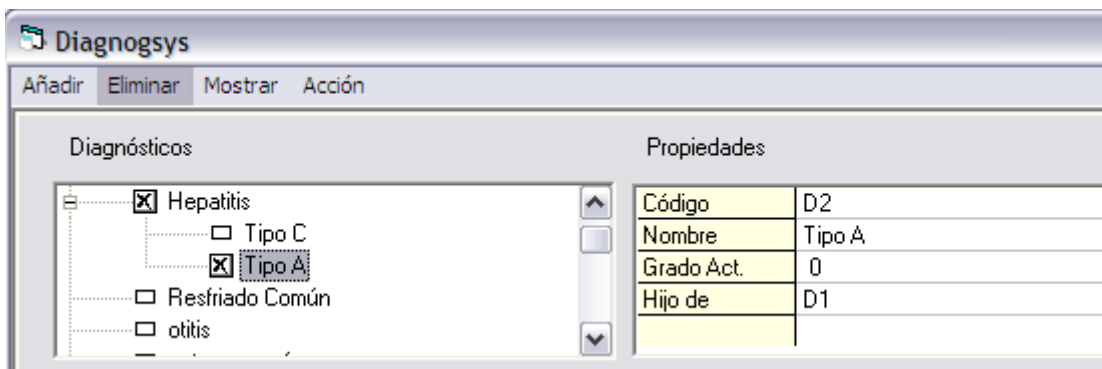 Diagnogsys
Añadir Eliminar Mostrar Acción
Diagnósticos
Propiedades
Hepatitis
Tipo C
Tipo A
Resfriado Común
otitis
Código D2
Nombre Tipo A
Grado Act. 0
Hijo de D1